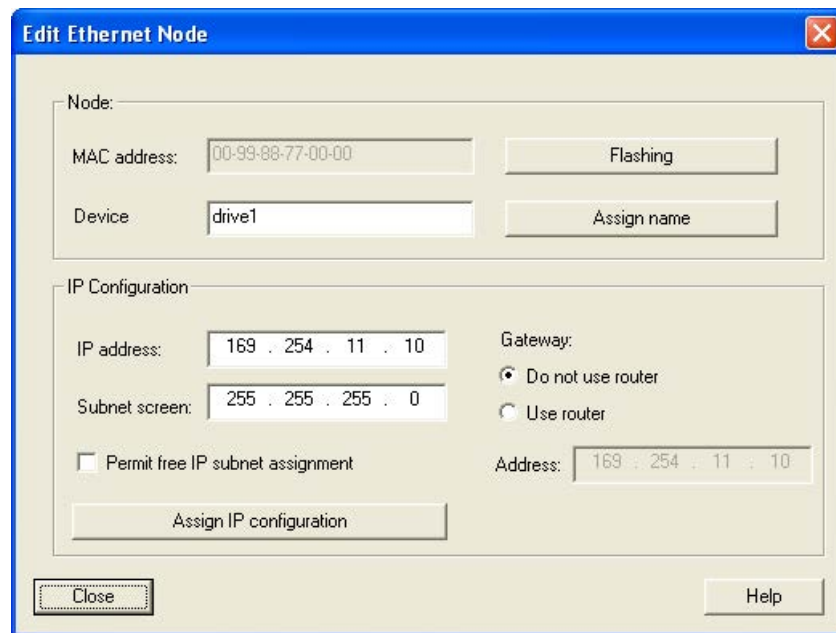 Edit Ethernet Node
Node:
MAC address: 00-99-88-77-00-00 Flashing
Device drive1 Assign name
IP Configuration
IP address: 169 . 254 . 11 . 10
Gateway:
Do not use router
Subnet screen: 255 . 255 . 255 . 0
Use router
Permit free IP subnet assignment
Address: 169 . 254 . 11 . 10
Assign IP configuration
Close Help